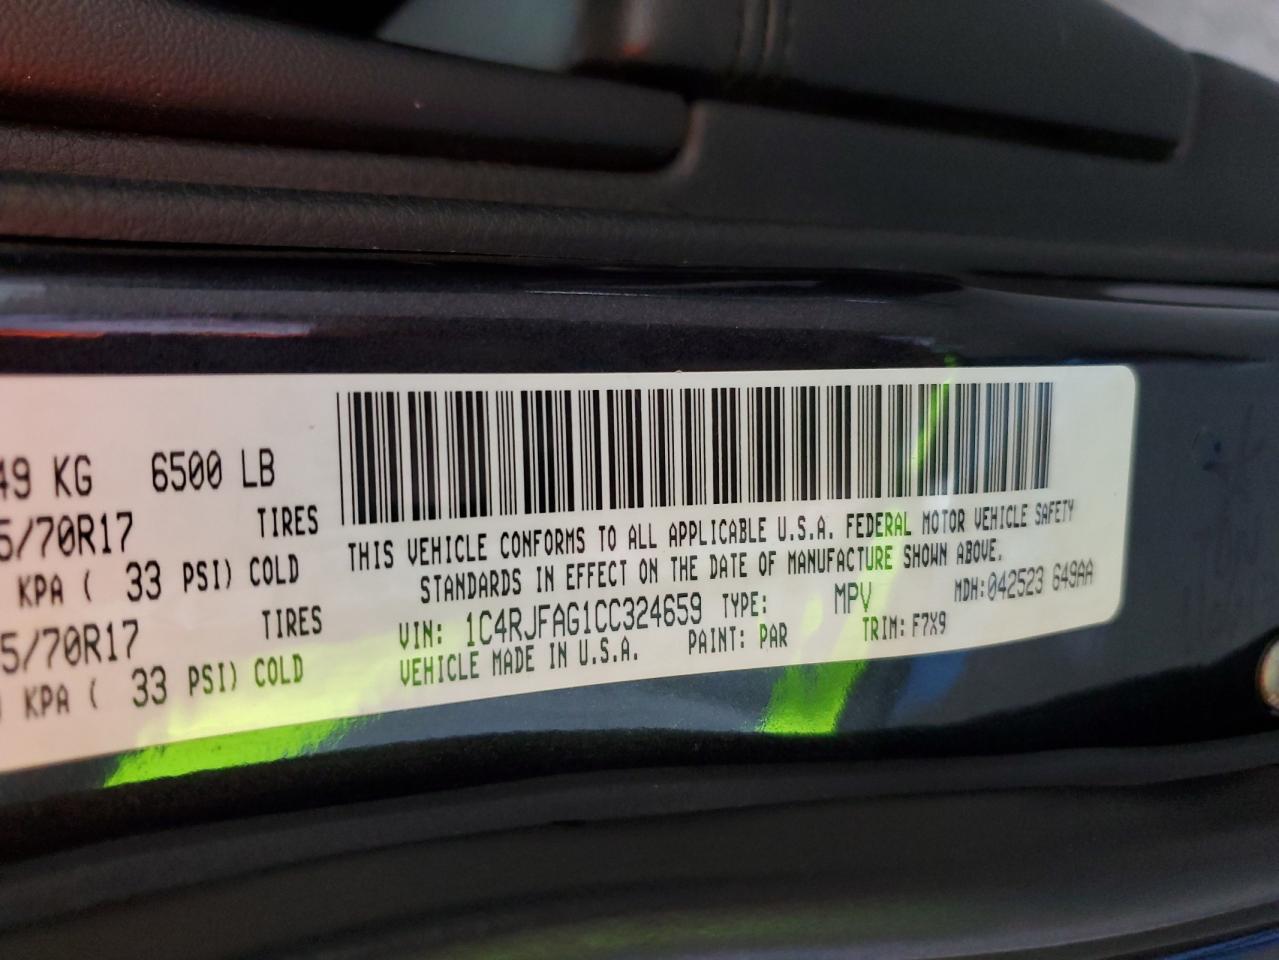 49 KG 6500 LB
5/70R17 TIRES
KPA ( 33 PSI) COLD
5/70R17 TIRES
KPA ( 33 PSI) COLD
THIS VEHICLE CONFORMS TO ALL APPLICABLE U.S.A. FEDERAL MOTOR VEHICLE SAFETY
STANDARDS IN EFFECT ON THE DATE OF MANUFACTURE SHOWN ABOVE.
VIN: 1C4RJFAG1CC324659 TYPE: MPV MDH:042523 649AA
VEHICLE MADE IN U.S.A. PAINT: PAR TRIM: F7X9